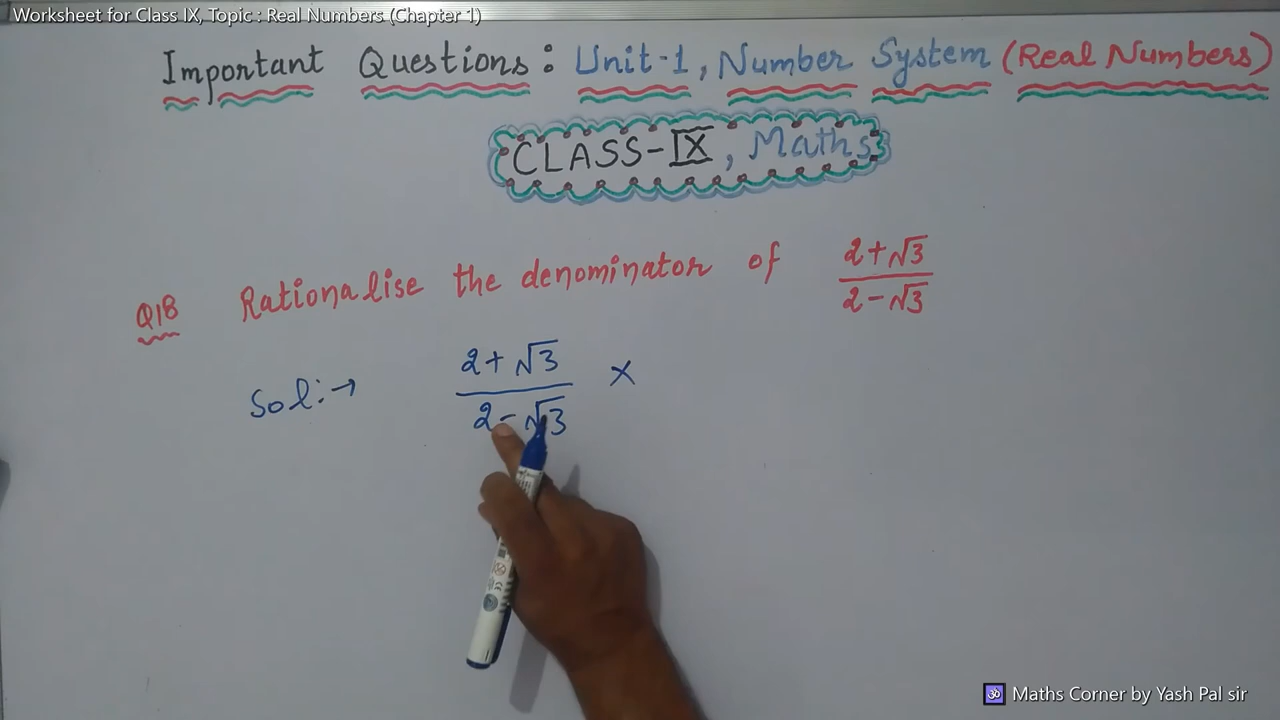 Worksheet for Class IX, Topic : Real Numbers (Chapter 1)
Important Questions : Unit-1, Number System (Real Numbers)
CLASS-IX, Maths
Q18 Rationalise the denominator of 2+√3 / 2-√3
Sol:→ 2+√3 / 2-√3 ×
Maths Corner by Yash Pal sir